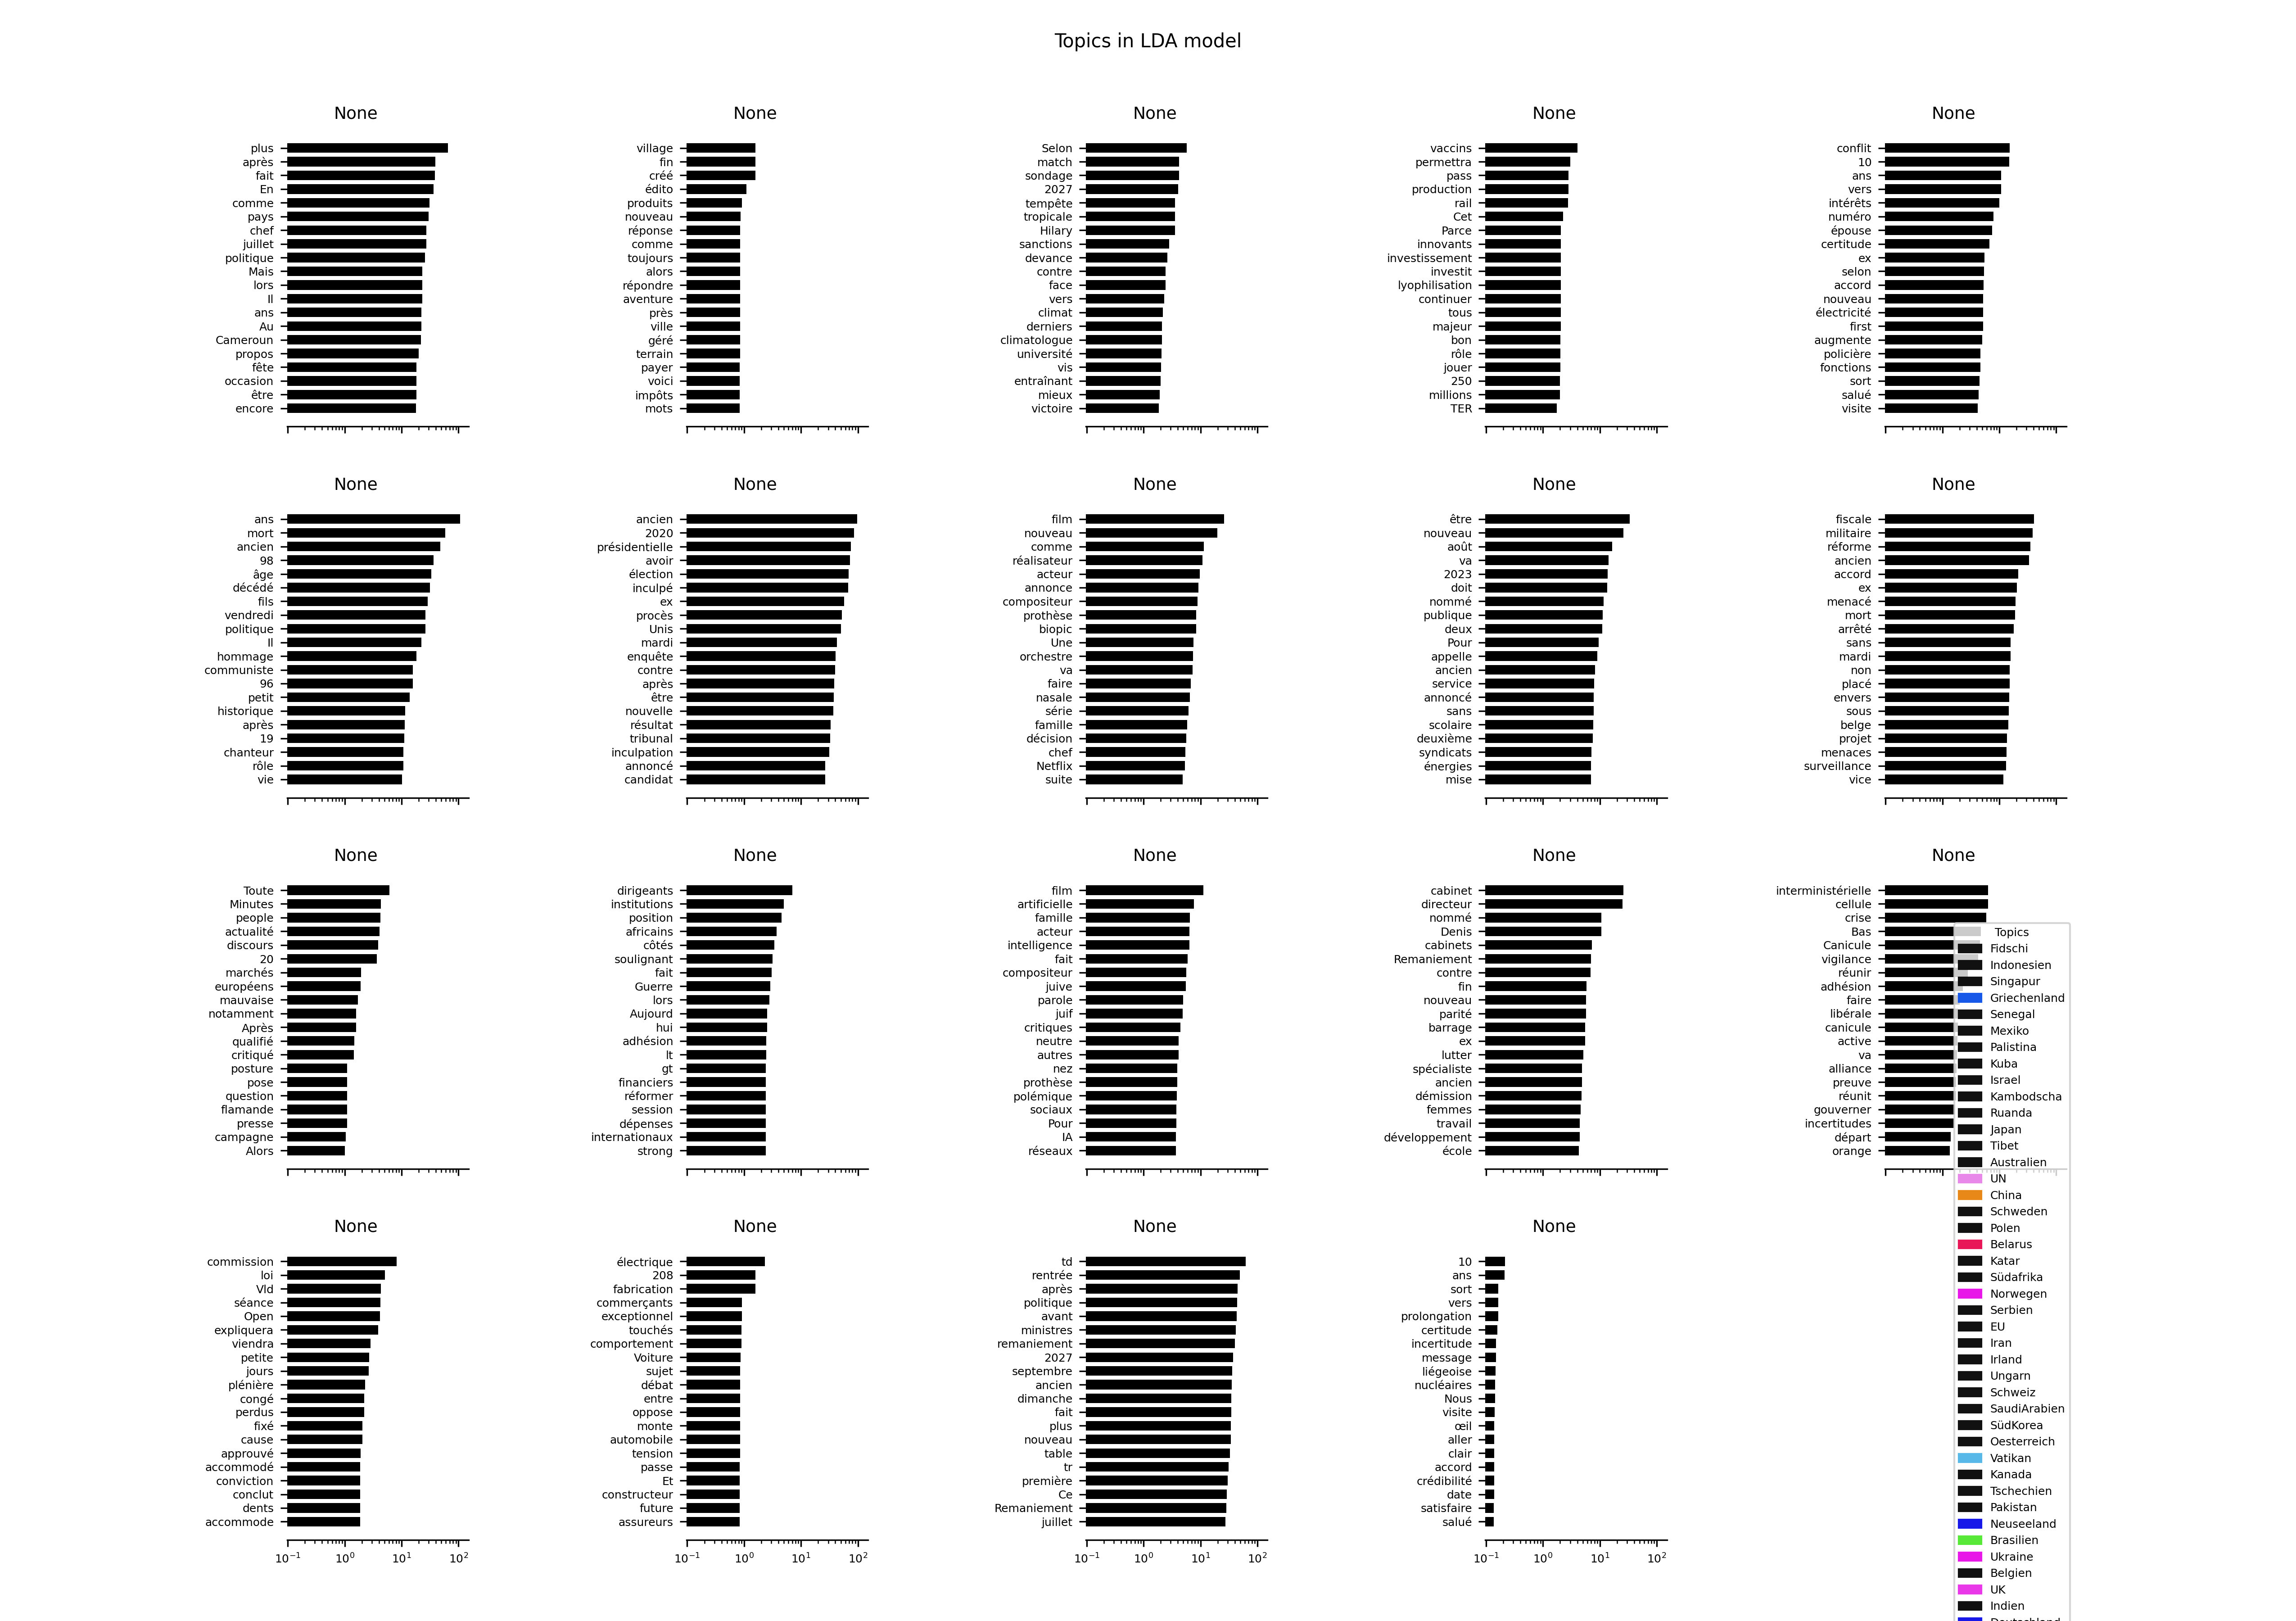 Topics in LDA model
None
plus
après
fait
En
comme
pays
chef
juillet
politique
Mais
lors
Il
ans
Au
Cameroun
propos
fête
occasion
être
encore
None
village
fin
créé
édito
produits
nouveau
réponse
comme
toujours
alors
répondre
aventure
près
ville
géré
terrain
payer
voici
impôts
mots
None
Selon
match
sondage
2027
tempête
tropicale
Hilary
sanctions
devance
contre
face
vers
climat
derniers
climatologue
université
vis
entraînant
mieux
victoire
None
vaccins
permettra
pass
production
rail
Cet
Parce
innovants
investissement
investit
lyophilisation
continuer
tous
majeur
bon
rôle
jouer
250
millions
TER
None
conflit
10
ans
vers
intérêts
numéro
épouse
certitude
ex
selon
accord
nouveau
électricité
first
augmente
policière
fonctions
sort
salué
visite
None
ans
mort
ancien
98
âge
décédé
fils
vendredi
politique
Il
hommage
communiste
96
petit
historique
après
19
chanteur
rôle
vie
None
ancien
2020
présidentielle
avoir
élection
inculpé
ex
procès
Unis
mardi
enquête
contre
après
être
nouvelle
résultat
tribunal
inculpation
annoncé
candidat
None
film
nouveau
comme
réalisateur
acteur
annonce
compositeur
prothèse
biopic
Une
orchestre
va
faire
nasale
série
famille
décision
chef
Netflix
suite
None
être
nouveau
août
va
2023
doit
nommé
publique
deux
Pour
appelle
ancien
service
annoncé
sans
scolaire
deuxième
syndicats
énergies
mise
None
fiscale
militaire
réforme
ancien
accord
ex
menacé
mort
arrêté
sans
mardi
non
placé
envers
sous
belge
projet
menaces
surveillance
vice
None
Toute
Minutes
people
actualité
discours
20
marchés
européens
mauvaise
notamment
Après
qualifié
critiqué
posture
pose
question
flamande
presse
campagne
Alors
None
dirigeants
institutions
position
africains
côtés
soulignant
fait
Guerre
lors
Aujourd
hui
adhésion
lt
gt
financiers
réformer
session
dépenses
internationaux
strong
None
film
artificielle
famille
acteur
intelligence
fait
compositeur
juive
parole
juif
critiques
neutre
autres
nez
prothèse
polémique
sociaux
Pour
IA
réseaux
None
cabinet
directeur
nommé
Denis
cabinets
Remaniement
contre
fin
nouveau
parité
barrage
ex
lutter
spécialiste
ancien
démission
femmes
travail
développement
école
None
interministérielle
cellule
crise
Bas
Canicule
vigilance
réunir
adhésion
faire
libérale
canicule
active
va
alliance
preuve
réunit
gouverner
incertitudes
départ
orange
None
commission
loi
Vld
séance
Open
expliquera
viendra
petite
jours
plénière
congé
perdus
fixé
cause
approuvé
accommodé
conviction
conclut
dents
accommode
10⁻¹ 10⁰ 10¹ 10²
None
électrique
208
fabrication
commerçants
exceptionnel
touchés
comportement
Voiture
sujet
débat
entre
oppose
monte
automobile
tension
passe
Et
constructeur
future
assureurs
10⁻¹ 10⁰ 10¹ 10²
None
td
rentrée
après
politique
avant
ministres
remaniement
2027
septembre
ancien
dimanche
fait
plus
nouveau
table
tr
première
Ce
Remaniement
juillet
10⁻¹ 10⁰ 10¹ 10²
None
10
ans
sort
vers
prolongation
certitude
incertitude
message
liégeoise
nucléaires
Nous
visite
œil
aller
clair
accord
crédibilité
date
satisfaire
salué
10⁻¹ 10⁰ 10¹ 10²
Topics
Fidschi
Indonesien
Singapur
Griechenland
Senegal
Mexiko
Palistina
Kuba
Israel
Kambodscha
Ruanda
Japan
Tibet
Australien
UN
China
Schweden
Polen
Belarus
Katar
Südafrika
Norwegen
Serbien
EU
Iran
Irland
Ungarn
Schweiz
SaudiArabien
SüdKorea
Oesterreich
Vatikan
Kanada
Tschechien
Pakistan
Neuseeland
Brasilien
Ukraine
Belgien
UK
Indien